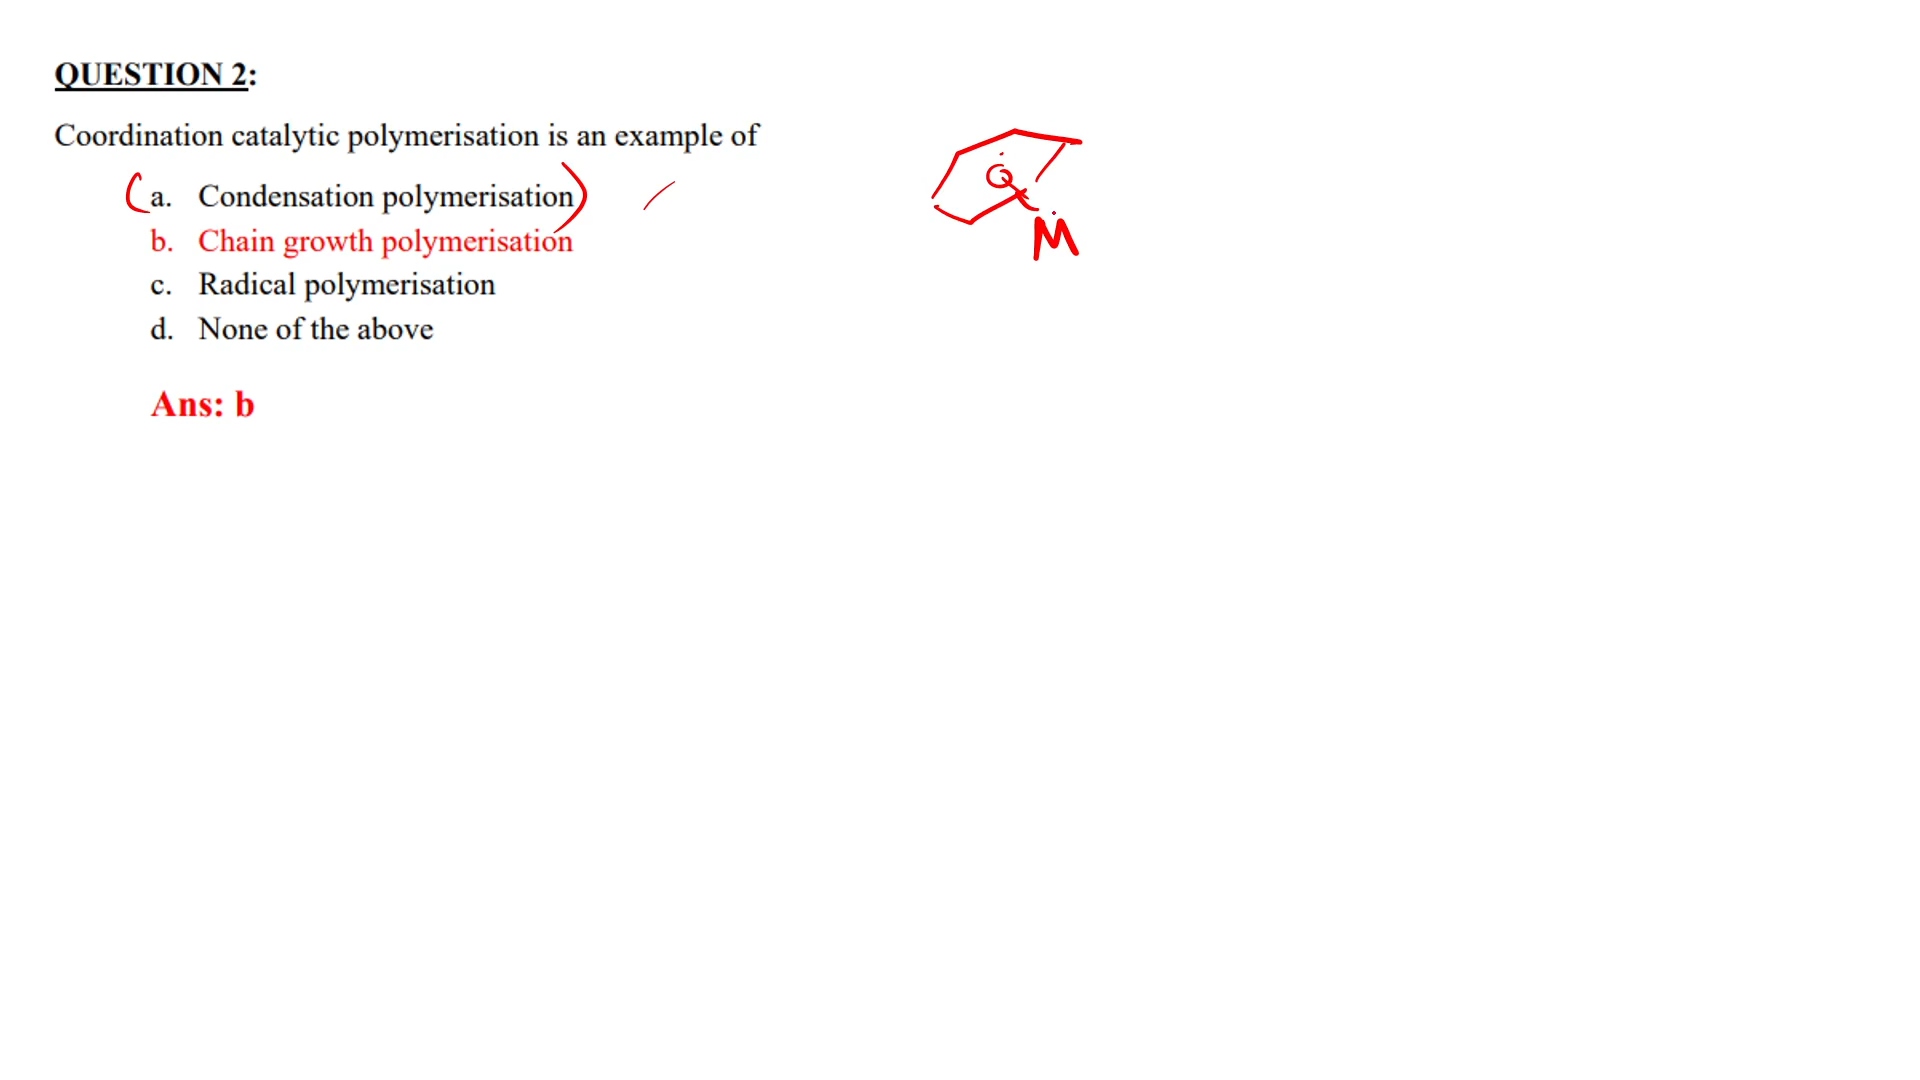 QUESTION 2:
Coordination catalytic polymerisation is an example of
a. Condensation polymerisation
b. Chain growth polymerisation
c. Radical polymerisation
d. None of the above
Ans: b
M